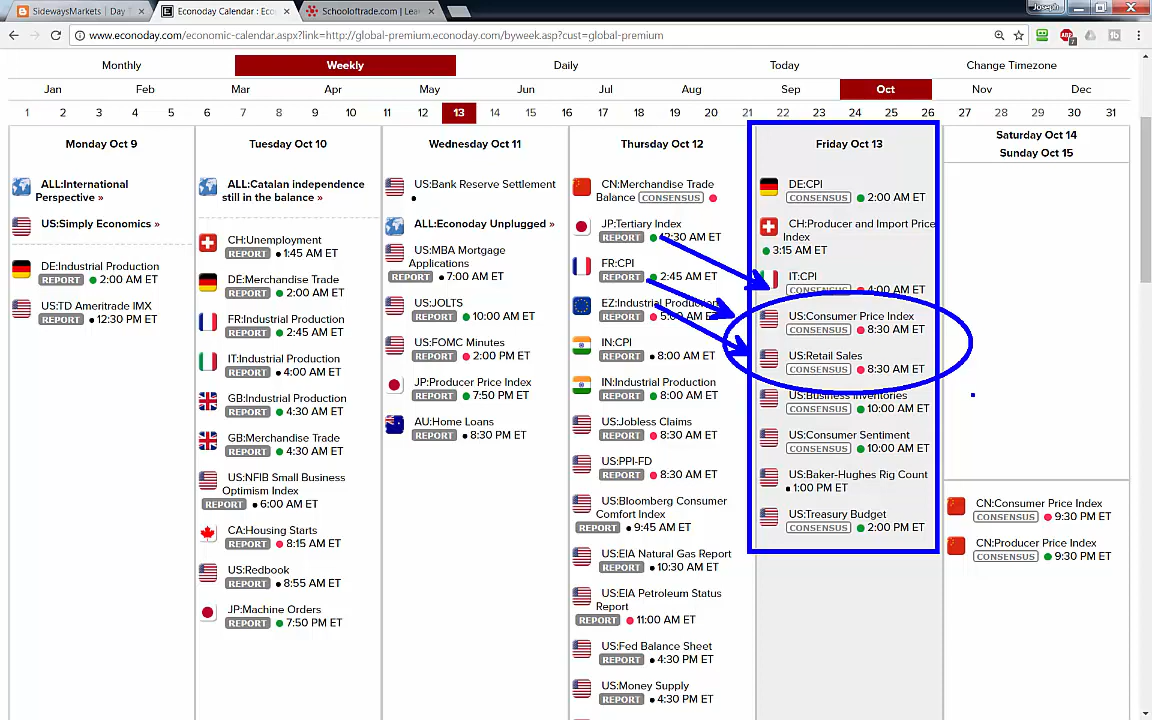 Joseph
SidewaysMarkets | Day T
Econoday Calendar : Eco
Schooloftrade.com | Lea
www.econoday.com/economic-calendar.aspx?link=http://global-premium.econoday.com/byweek.asp?cust=global-premium
Monthly Weekly Daily Today Change Timezone
Jan Feb Mar Apr May Jun Jul Aug Sep Oct Nov Dec
1 2 3 4 5 6 7 8 9 10 11 12 13 14 15 16 17 18 19 20 21 22 23 24 25 26 27 28 29 30 31
Monday Oct 9
ALL:International
Perspective »
US:Simply Economics »
DE:Industrial Production
REPORT 2:00 AM ET
US:TD Ameritrade IMX
REPORT 12:30 PM ET
Tuesday Oct 10
ALL:Catalan independence
still in the balance »
CH:Unemployment
REPORT 1:45 AM ET
DE:Merchandise Trade
REPORT 2:00 AM ET
FR:Industrial Production
REPORT 2:45 AM ET
IT:Industrial Production
REPORT 4:00 AM ET
GB:Industrial Production
REPORT 4:30 AM ET
GB:Merchandise Trade
REPORT 4:30 AM ET
US:NFIB Small Business
Optimism Index
REPORT 6:00 AM ET
CA:Housing Starts
REPORT 8:15 AM ET
US:Redbook
REPORT 8:55 AM ET
JP:Machine Orders
REPORT 7:50 PM ET
Wednesday Oct 11
US:Bank Reserve Settlement
ALL:Econoday Unplugged »
US:MBA Mortgage
Applications
REPORT 7:00 AM ET
US:JOLTS
REPORT 10:00 AM ET
US:FOMC Minutes
REPORT 2:00 PM ET
JP:Producer Price Index
REPORT 7:50 PM ET
AU:Home Loans
REPORT 8:30 PM ET
Thursday Oct 12
CN:Merchandise Trade
Balance CONSENSUS
JP:Tertiary Index
REPORT 12:30 AM ET
FR:CPI
REPORT 2:45 AM ET
EZ:Industrial Production
REPORT 5:00 AM ET
IN:CPI
REPORT 8:00 AM ET
IN:Industrial Production
REPORT 8:00 AM ET
US:Jobless Claims
REPORT 8:30 AM ET
US:PPI-FD
REPORT 8:30 AM ET
US:Bloomberg Consumer
Comfort Index
REPORT 9:45 AM ET
US:EIA Natural Gas Report
REPORT 10:30 AM ET
US:EIA Petroleum Status
Report
REPORT 11:00 AM ET
US:Fed Balance Sheet
REPORT 4:30 PM ET
US:Money Supply
REPORT 4:30 PM ET
Friday Oct 13
DE:CPI
CONSENSUS 2:00 AM ET
CH:Producer and Import Price
Index
3:15 AM ET
IT:CPI
CONSENSUS 4:00 AM ET
US:Consumer Price Index
CONSENSUS 8:30 AM ET
US:Retail Sales
CONSENSUS 8:30 AM ET
US:Business Inventories
CONSENSUS 10:00 AM ET
US:Consumer Sentiment
CONSENSUS 10:00 AM ET
US:Baker-Hughes Rig Count
1:00 PM ET
US:Treasury Budget
CONSENSUS 2:00 PM ET
Saturday Oct 14
Sunday Oct 15
CN:Consumer Price Index
CONSENSUS 9:30 PM ET
CN:Producer Price Index
CONSENSUS 9:30 PM ET